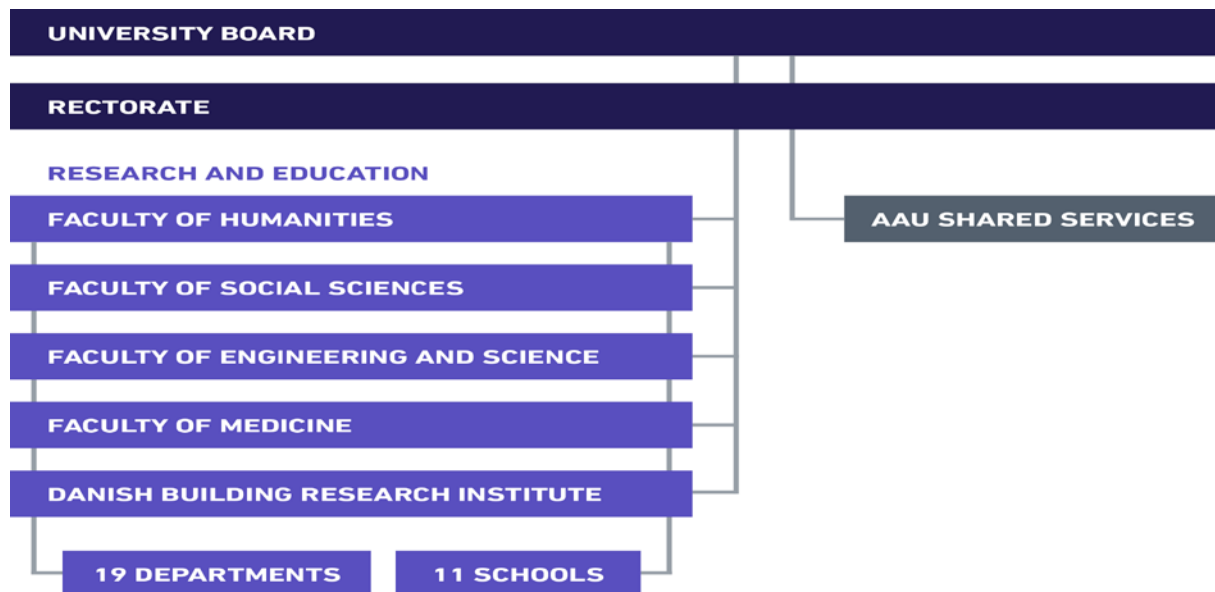 UNIVERSITY BOARD
RECTORATE
RESEARCH AND EDUCATION
FACULTY OF HUMANITIES
AAU SHARED SERVICES
FACULTY OF SOCIAL SCIENCES
FACULTY OF ENGINEERING AND SCIENCE
FACULTY OF MEDICINE
DANISH BUILDING RESEARCH INSTITUTE
19 DEPARTMENTS
11 SCHOOLS